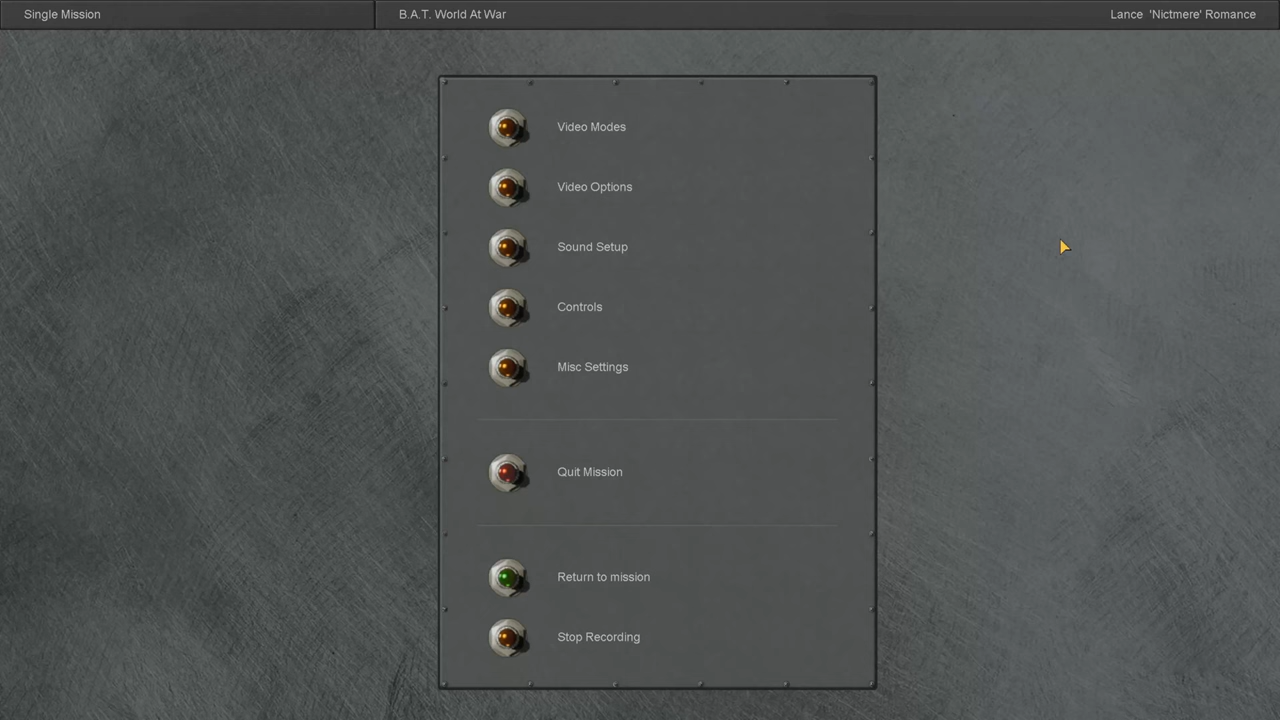 Single Mission
B.A.T. World At War
Lance 'Nictmere' Romance
Video Modes
Video Options
Sound Setup
Controls
Misc Settings
Quit Mission
Return to mission
Stop Recording